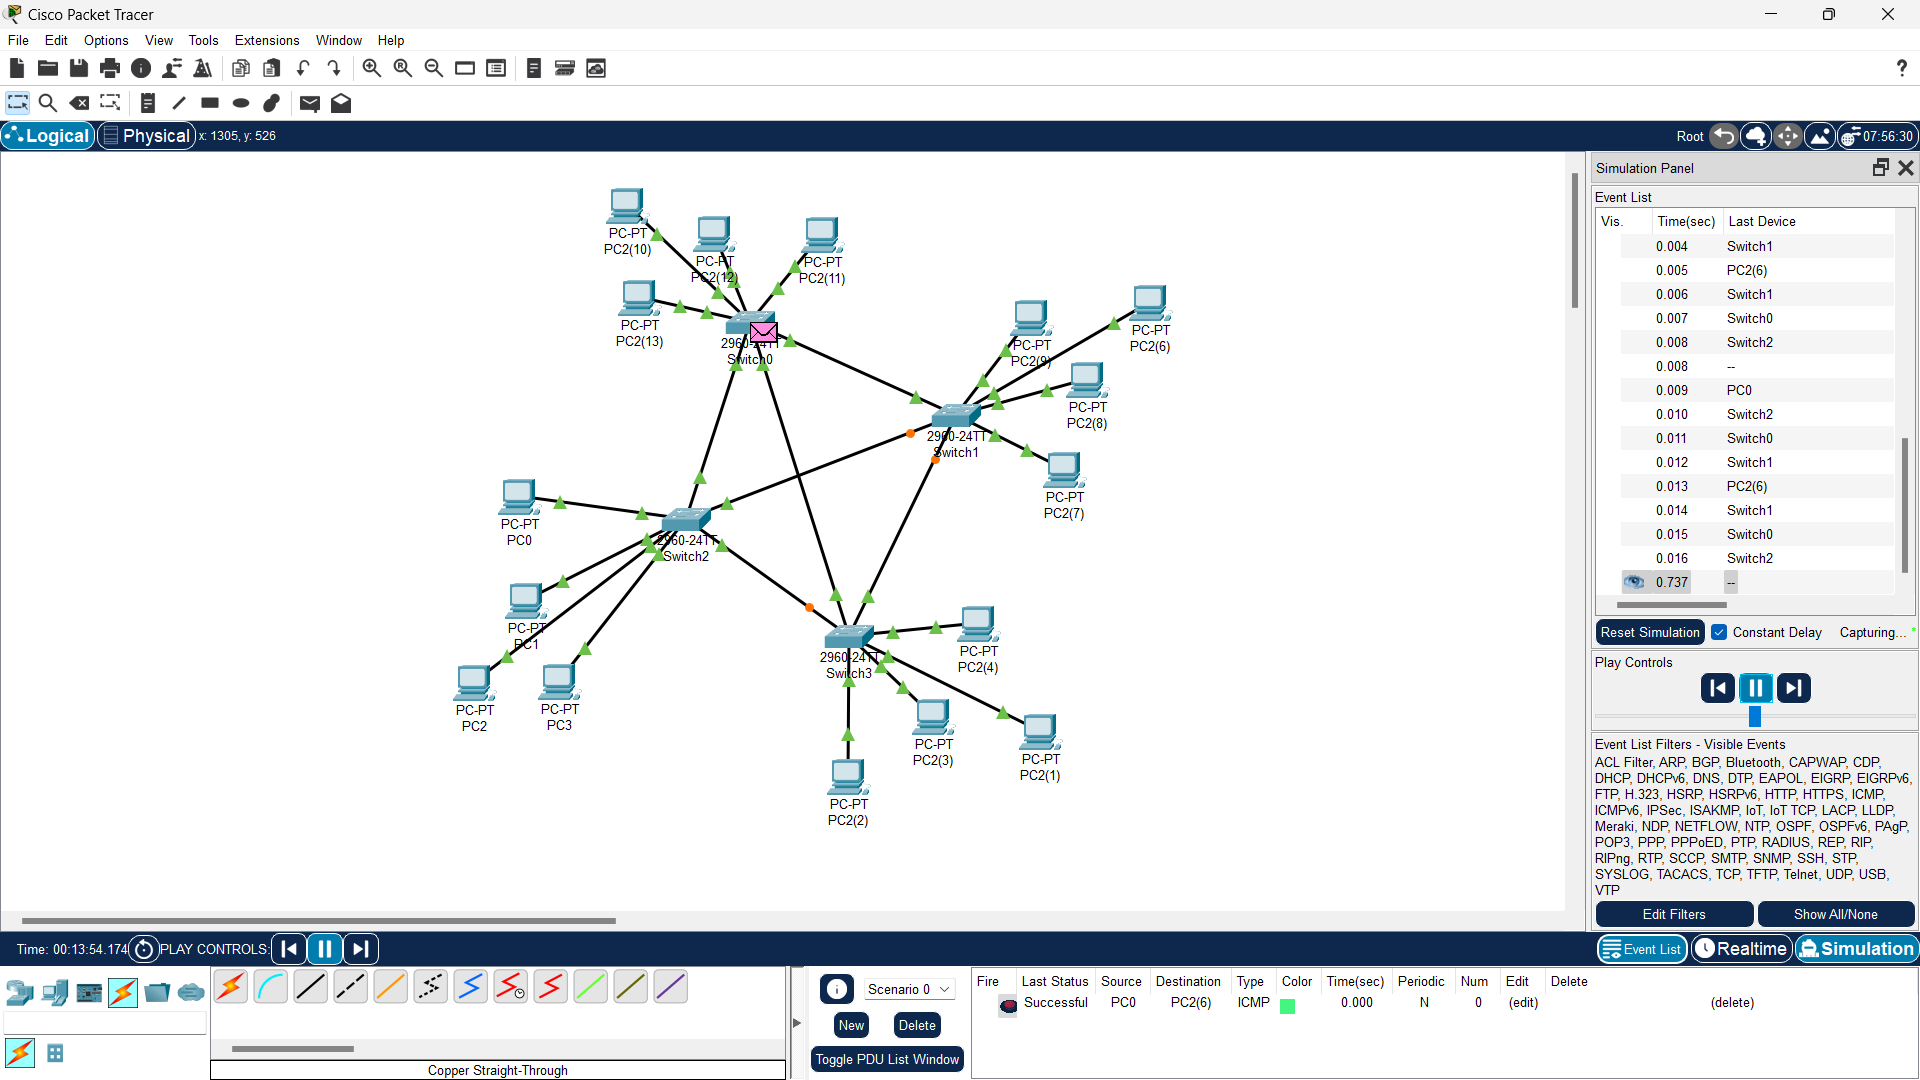 Cisco Packet Tracer
File Edit Options View Tools Extensions Window Help
?
Logical Physical x: 1305, y: 526 Root 07:56:30
Simulation Panel
Event List
Vis. Time(sec) Last Device
0.004 Switch1
0.005 PC2(6)
0.006 Switch1
0.007 Switch0
0.008 Switch2
0.008 --
0.009 PC0
0.010 Switch2
0.011 Switch0
0.012 Switch1
0.013 PC2(6)
0.014 Switch1
0.015 Switch0
0.016 Switch2
0.737 --
Reset Simulation Constant Delay Capturing... *
Play Controls
Event List Filters - Visible Events
ACL Filter, ARP, BGP, Bluetooth, CAPWAP, CDP,
DHCP, DHCPv6, DNS, DTP, EAPOL, EIGRP, EIGRPv6,
FTP, H.323, HSRP, HSRPv6, HTTP, HTTPS, ICMP,
ICMPv6, IPSec, ISAKMP, IoT, IoT TCP, LACP, LLDP,
Meraki, NDP, NETFLOW, NTP, OSPF, OSPFv6, PAgP,
POP3, PPP, PPPoED, PTP, RADIUS, REP, RIP,
RIPng, RTP, SCCP, SMTP, SNMP, SSH, STP,
SYSLOG, TACACS, TCP, TFTP, Telnet, UDP, USB,
VTP
Edit Filters Show All/None
PC-PT
PC2(10)
PC-PT
PC2(12)
PC-PT
PC2(11)
PC-PT
PC2(13)
2960-24TT
Switch0
PC-PT
PC2(9)
PC-PT
PC2(6)
PC-PT
PC2(8)
2960-24TT
Switch1
PC-PT
PC2(7)
PC-PT
PC0
2960-24TT
Switch2
PC-PT
PC1
PC-PT
PC2
PC-PT
PC3
2960-24TT
Switch3
PC-PT
PC2(4)
PC-PT
PC2(3)
PC-PT
PC2(1)
PC-PT
PC2(2)
Time: 00:13:54.174 PLAY CONTROLS: Event List Realtime Simulation
Copper Straight-Through
Scenario 0
New Delete
Toggle PDU List Window
Fire Last Status Source Destination Type Color Time(sec) Periodic Num Edit Delete
Successful PC0 PC2(6) ICMP 0.000 N 0 (edit) (delete)